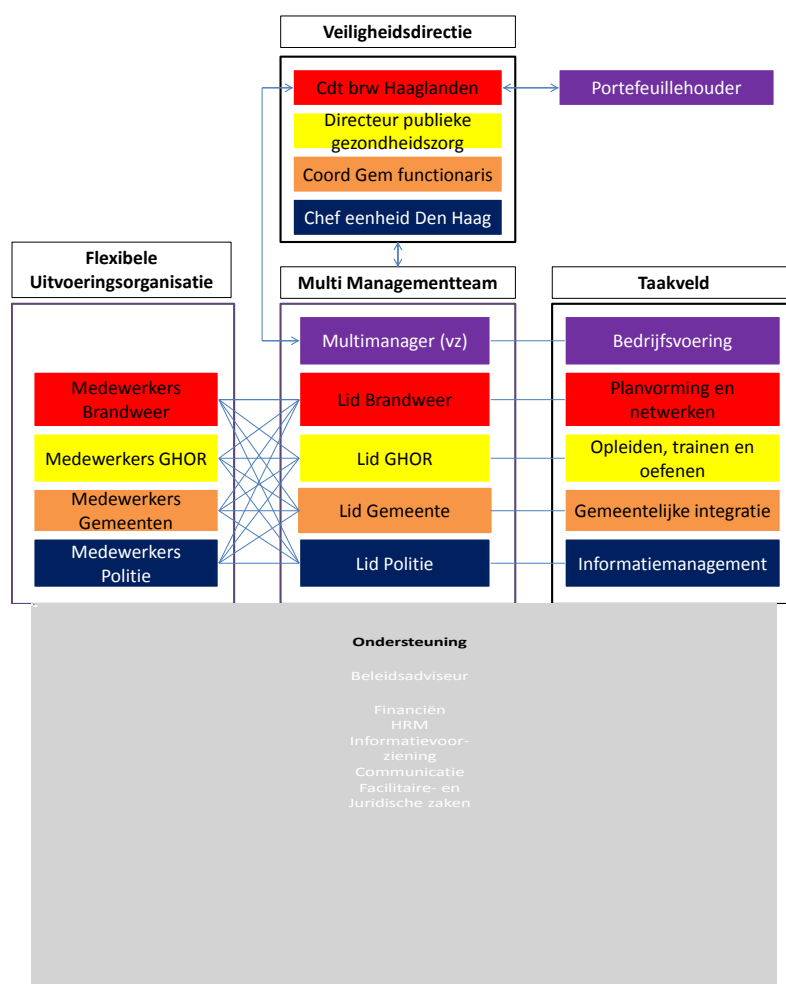 Veiligheidsdirectie
Cdt brw Haaglanden
Portefeuillehouder
Directeur publieke
gezondheidszorg
Coord Gem functionaris
Chef eenheid Den Haag
Flexibele
Uitvoeringsorganisatie
Multi Managementteam
Taakveld
Multimanager (vz)
Bedrijfsvoering
Medewerkers
Brandweer
Lid Brandweer
Planvorming en
netwerken
Medewerkers GHOR
Lid GHOR
Opleiden, trainen en
oefenen
Medewerkers
Gemeenten
Lid Gemeente
Gemeentelijke integratie
Medewerkers
Politie
Lid Politie
Informatiemanagement
Ondersteuning
Beleidsadviseur
Financiën
HRM
Informatievoor-
ziening
Communicatie
Facilitaire- en
Juridische zaken